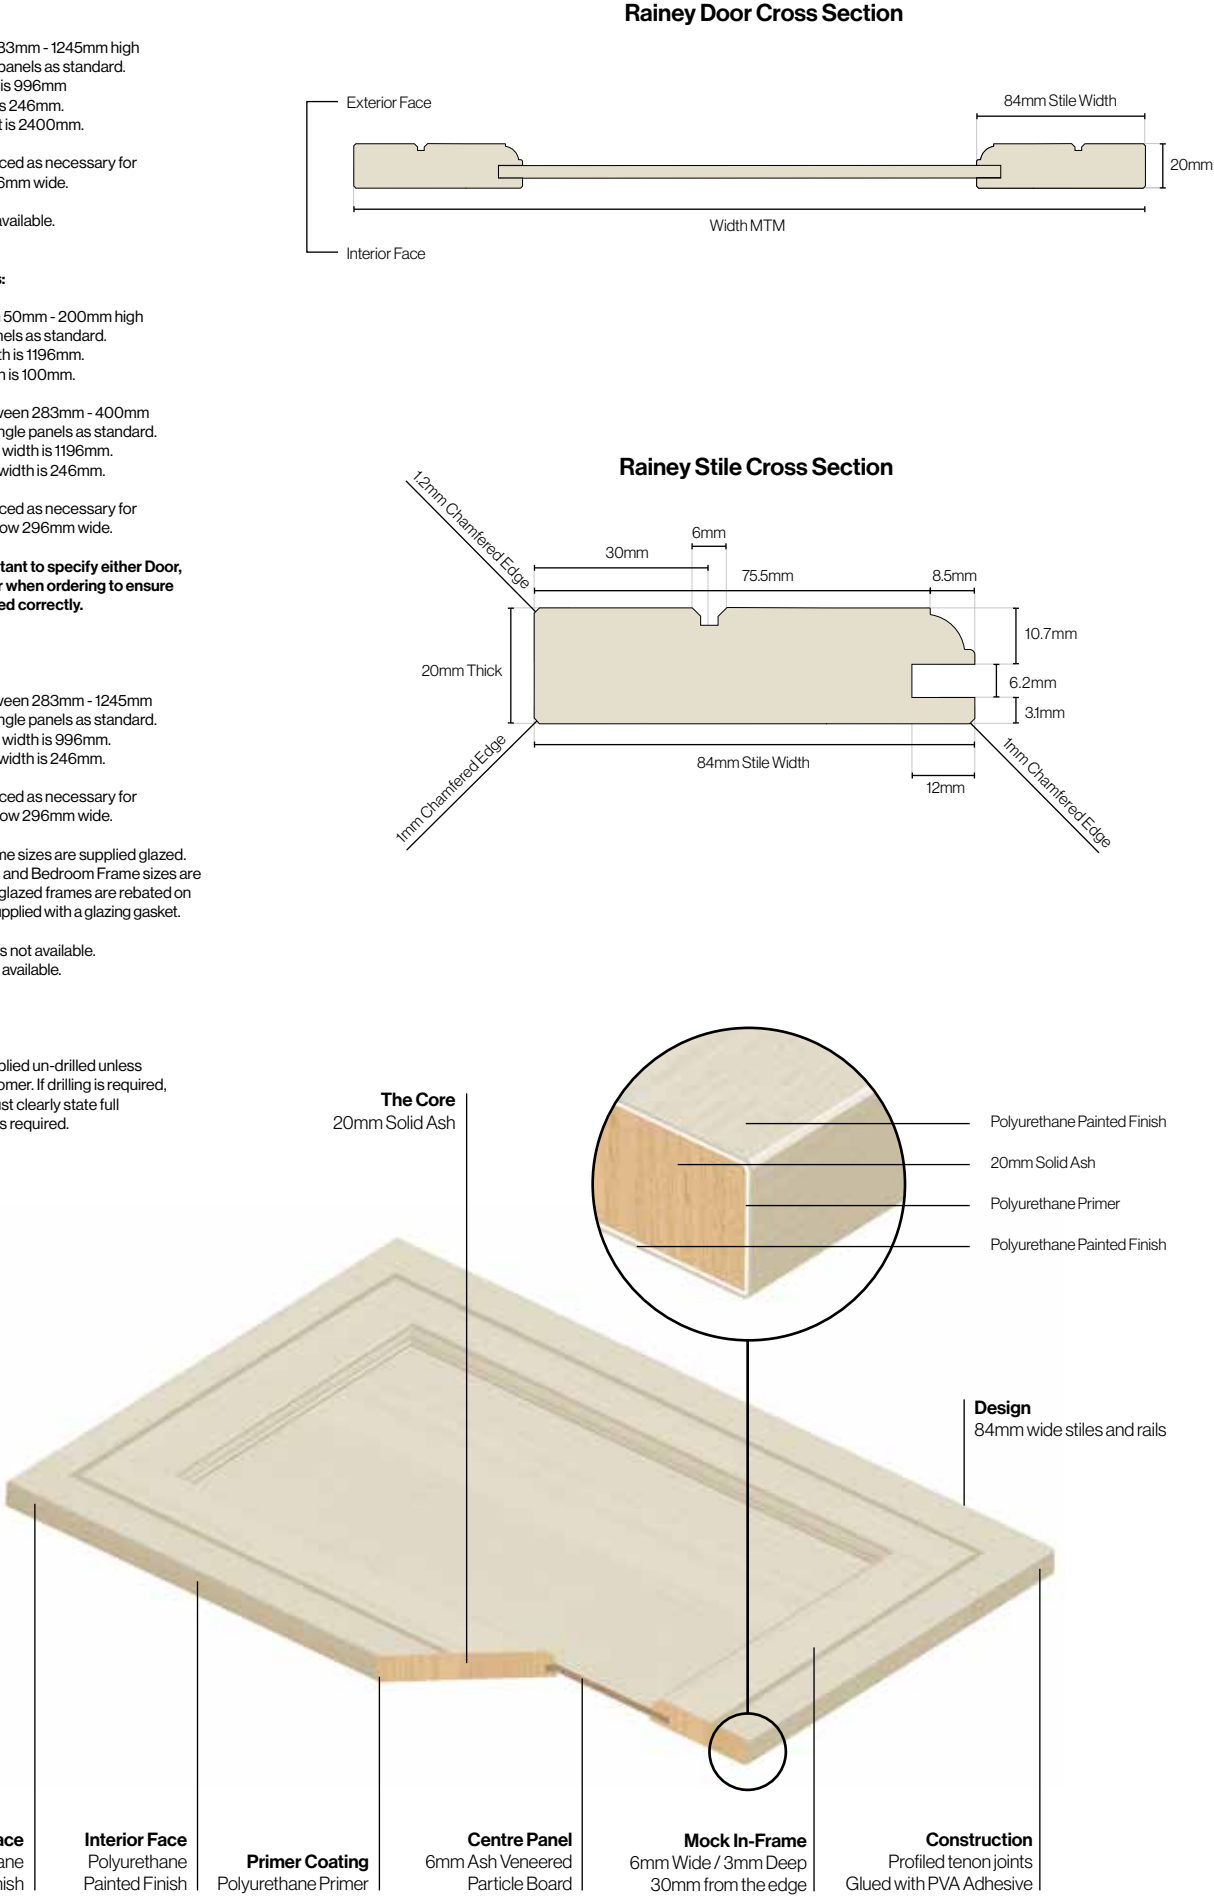 Rainey Door Cross Section
83mm - 1245mm high
panels as standard.
is 996mm
s 246mm.
t is 2400mm.
ced as necessary for
6mm wide.
available.
s:
50mm - 200mm high
nels as standard.
th is 1196mm.
h is 100mm.
ween 283mm - 400mm
ngle panels as standard.
width is 1196mm.
width is 246mm.
ced as necessary for
ow 296mm wide.
tant to specify either Door,
r when ordering to ensure
ed correctly.
ween 283mm - 1245mm
ngle panels as standard.
width is 996mm.
width is 246mm.
ced as necessary for
ow 296mm wide.
me sizes are supplied glazed.
and Bedroom Frame sizes are
glazed frames are rebated on
upplied with a glazing gasket.
s not available.
available.
plied un-drilled unless
omer. If drilling is required,
ust clearly state full
s required.
Exterior Face
84mm Stile Width
20mm
Width MTM
Interior Face
Rainey Stile Cross Section
1.2mm Chamfered Edge
6mm
30mm
75.5mm
8.5mm
10.7mm
20mm Thick
6.2mm
3.1mm
84mm Stile Width
12mm
1mm Chamfered Edge
1mm Chamfered Edge
The Core
20mm Solid Ash
Polyurethane Painted Finish
20mm Solid Ash
Polyurethane Primer
Polyurethane Painted Finish
Design
84mm wide stiles and rails
ace
ane
nish
Interior Face
Polyurethane
Painted Finish
Primer Coating
Polyurethane Primer
Centre Panel
6mm Ash Veneered
Particle Board
Mock In-Frame
6mm Wide / 3mm Deep
30mm from the edge
Construction
Profiled tenon joints
Glued with PVA Adhesive